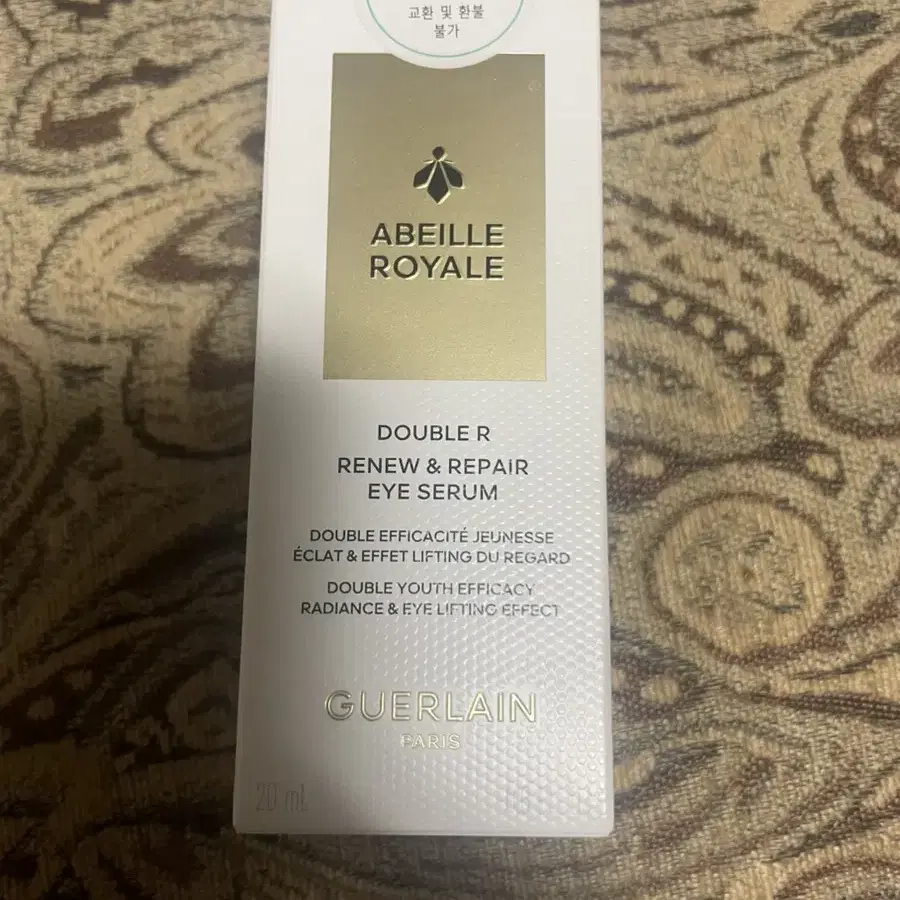 교환 및 환불
불가
ABEILLE
ROYALE
DOUBLE R
RENEW & REPAIR
EYE SERUM
DOUBLE EFFICACITÉ JEUNESSE
ÉCLAT & EFFET LIFTING DU REGARD
DOUBLE YOUTH EFFICACY
RADIANCE & EYE LIFTING EFFECT
GUERLAIN
PARIS
20 mL